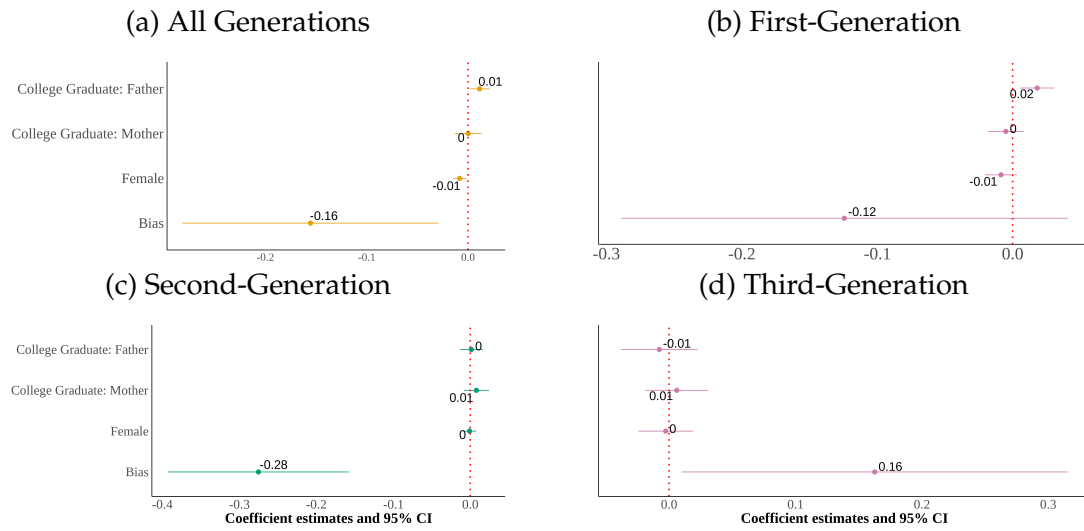 (a) All Generations
College Graduate: Father
0.01
College Graduate: Mother
0
Female
-0.01
Bias
-0.16
-0.2
-0.1
0.0
(b) First-Generation
0.02
0
-0.01
-0.12
-0.3
-0.2
-0.1
0.0
(c) Second-Generation
College Graduate: Father
0
College Graduate: Mother
0.01
Female
0
Bias
-0.28
-0.4
-0.3
-0.2
-0.1
0.0
Coefficient estimates and 95% CI
(d) Third-Generation
-0.01
0.01
0
0.16
0.0
0.1
0.2
0.3
Coefficient estimates and 95% CI